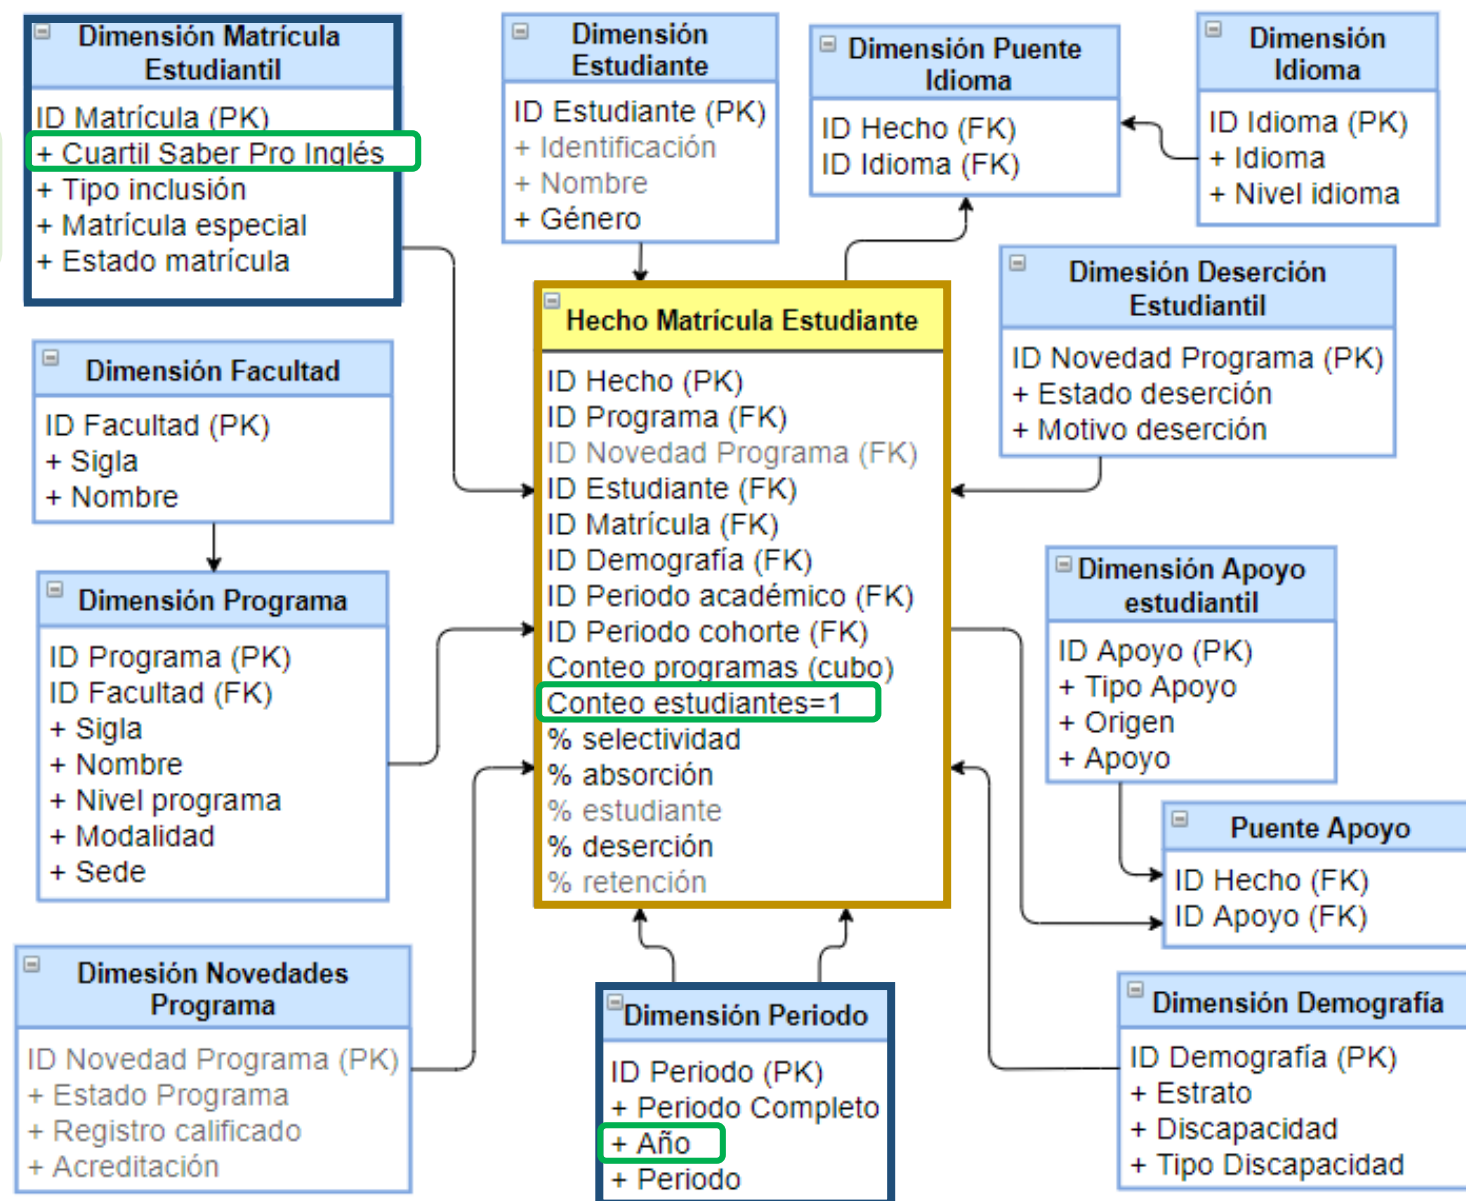 Dimensión Matrícula
Estudiantil
ID Matrícula (PK)
+ Cuartil Saber Pro Inglés
+ Tipo inclusión
+ Matrícula especial
+ Estado matrícula
Dimensión
Estudiante
ID Estudiante (PK)
+ Identificación
+ Nombre
+ Género
Dimensión Puente
Idioma
ID Hecho (FK)
ID Idioma (FK)
Dimensión
Idioma
ID Idioma (PK)
+ Idioma
+ Nivel idioma
Dimesión Deserción
Estudiantil
ID Novedad Programa (PK)
+ Estado deserción
+ Motivo deserción
Hecho Matrícula Estudiante
ID Hecho (PK)
ID Programa (FK)
ID Novedad Programa (FK)
ID Estudiante (FK)
ID Matrícula (FK)
ID Demografía (FK)
ID Periodo académico (FK)
ID Periodo cohorte (FK)
Conteo programas (cubo)
Conteo estudiantes=1
% selectividad
% absorción
% estudiante
% deserción
% retención
Dimensión Facultad
ID Facultad (PK)
+ Sigla
+ Nombre
Dimensión Programa
ID Programa (PK)
ID Facultad (FK)
+ Sigla
+ Nombre
+ Nivel programa
+ Modalidad
+ Sede
Dimensión Apoyo
estudiantil
ID Apoyo (PK)
+ Tipo Apoyo
+ Origen
+ Apoyo
Puente Apoyo
ID Hecho (FK)
ID Apoyo (FK)
Dimesión Novedades
Programa
ID Novedad Programa (PK)
+ Estado Programa
+ Registro calificado
+ Acreditación
Dimensión Periodo
ID Periodo (PK)
+ Periodo Completo
+ Año
+ Periodo
Dimensión Demografía
ID Demografía (PK)
+ Estrato
+ Discapacidad
+ Tipo Discapacidad